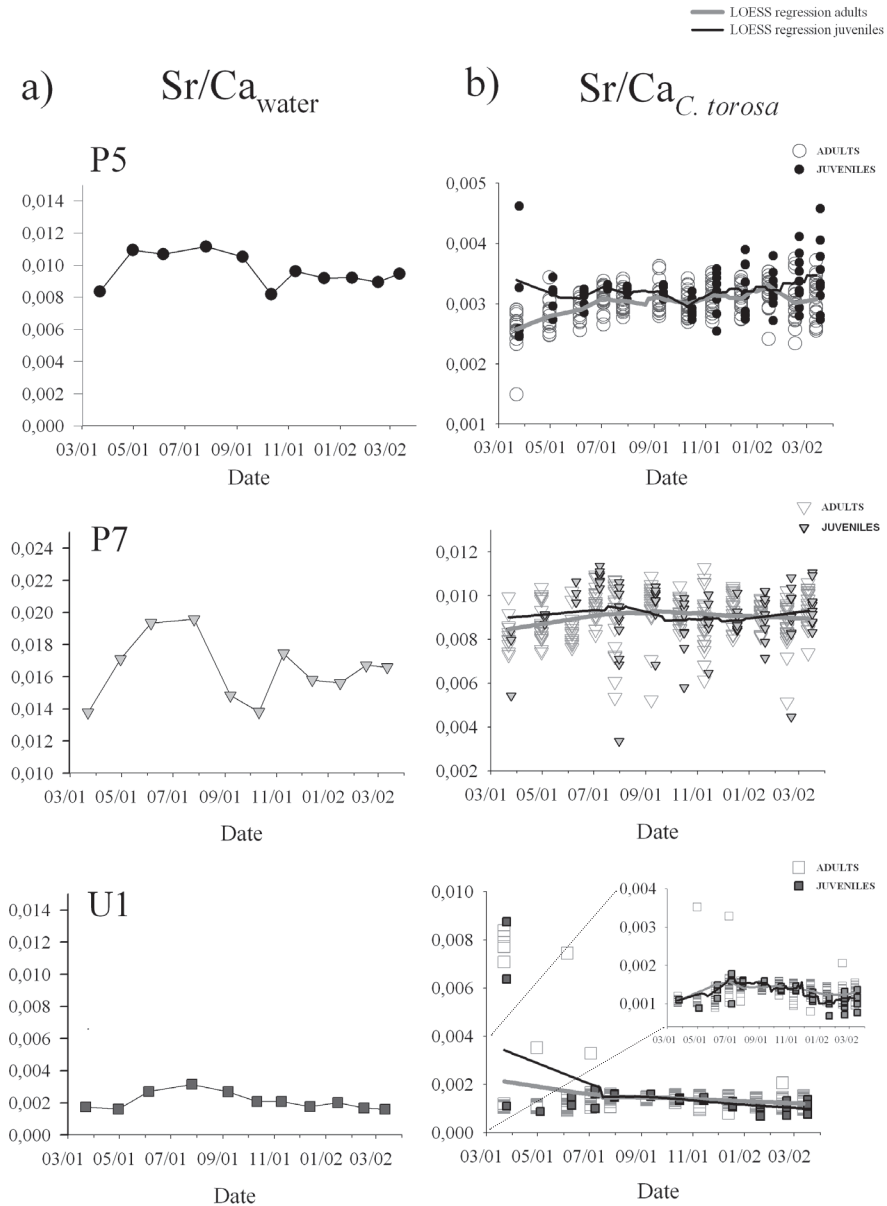 LOESS regression adults
LOESS regression juveniles
a) Sr/Ca water
b) Sr/Ca C. torosa
P5
0,014
0,012
0,010
0,008
0,006
0,004
0,002
0,000
03/01 05/01 07/01 09/01 11/01 01/02 03/02
Date
ADULTS
JUVENILES
0,005
0,004
0,003
0,002
0,001
03/01 05/01 07/01 09/01 11/01 01/02 03/02
Date
P7
0,024
0,022
0,020
0,018
0,016
0,014
0,012
0,010
03/01 05/01 07/01 09/01 11/01 01/02 03/02
Date
ADULTS
JUVENILES
0,012
0,010
0,008
0,006
0,004
0,002
03/01 05/01 07/01 09/01 11/01 01/02 03/02
Date
U1
0,014
0,012
0,010
0,008
0,006
0,004
0,002
0,000
03/01 05/01 07/01 09/01 11/01 01/02 03/02
Date
ADULTS
JUVENILES
0,010
0,008
0,006
0,004
0,002
0,000
03/01 05/01 07/01 09/01 11/01 01/02 03/02
Date
0,004
0,002
0,001
03/01 05/01 07/01 09/01 11/01 01/02 03/02